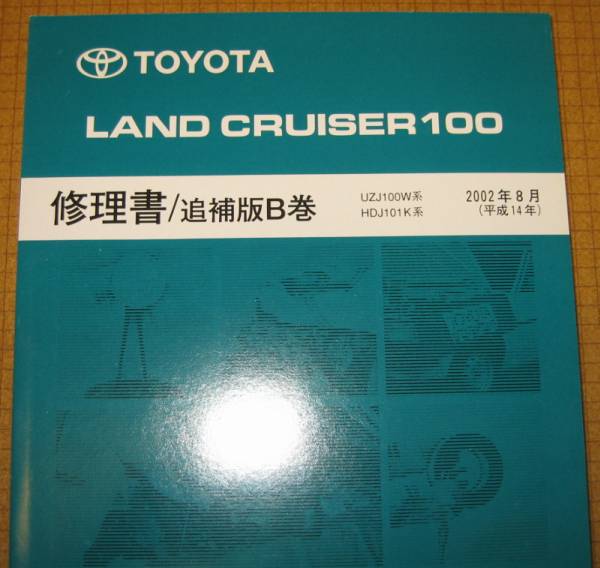 TOYOTA
LAND CRUISER 100
修理書/追補版B巻
UZJ100W系
HDJ101K系
2002年8月
(平成14年)